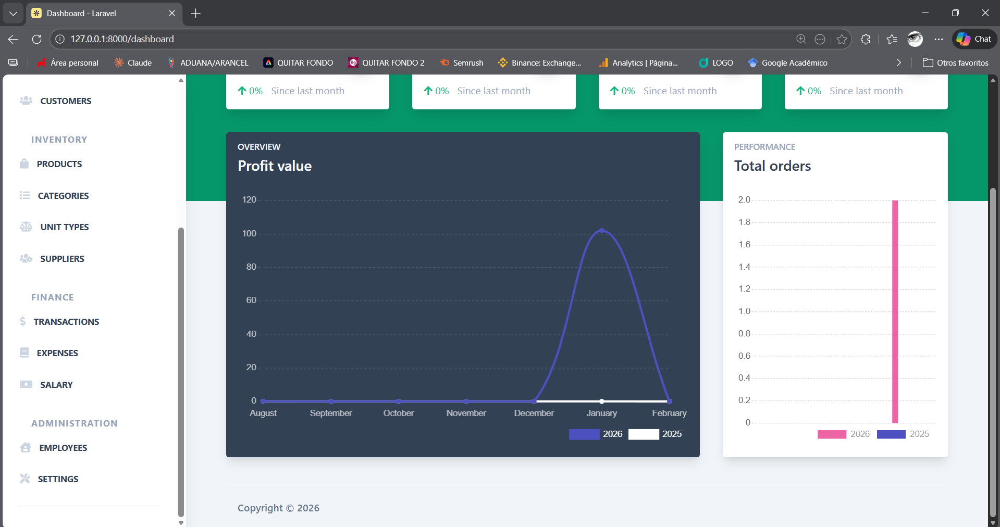 Dashboard - Laravel
127.0.0.1:8000/dashboard
Chat
Área personal
Claude
ADUANA/ARANCEL
QUITAR FONDO
Bg
QUITAR FONDO 2
Semrush
Binance: Exchange...
Analytics | Página...
LOGO
Google Académico
Otros favoritos
CUSTOMERS
INVENTORY
PRODUCTS
CATEGORIES
UNIT TYPES
SUPPLIERS
FINANCE
TRANSACTIONS
EXPENSES
SALARY
ADMINISTRATION
EMPLOYEES
SETTINGS
0% Since last month
0% Since last month
0% Since last month
0% Since last month
OVERVIEW
Profit value
120
100
80
60
40
20
0
August September October November December January February
2026 2025
PERFORMANCE
Total orders
2.0
1.8
1.6
1.4
1.2
1.0
0.8
0.6
0.4
0.2
0
2026 2025
Copyright © 2026